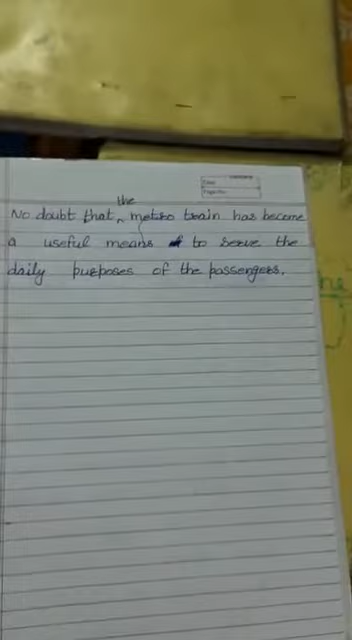 No doubt that the metro train has become
a useful means to serve the
daily purposes of the passengers.